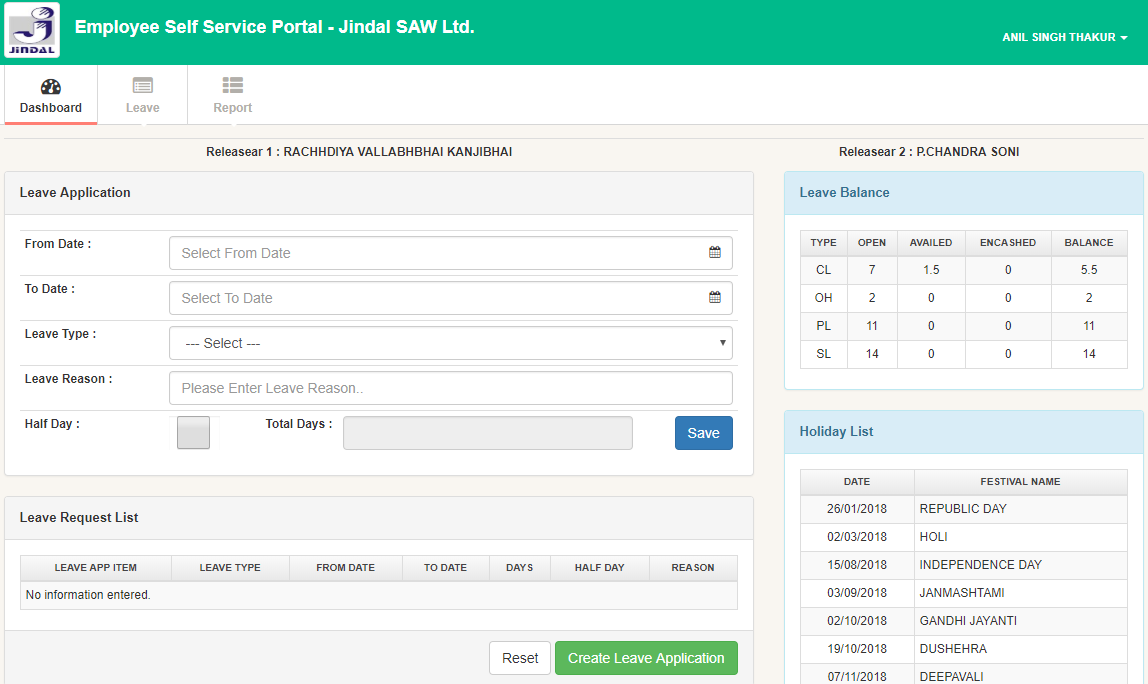 JINDAL
Employee Self Service Portal - Jindal SAW Ltd.
ANIL SINGH THAKUR
Dashboard
Leave
Report
Releasear 1 : RACHHDIYA VALLABHBHAI KANJIBHAI
Releasear 2 : P.CHANDRA SONI
Leave Application
From Date :
Select From Date
To Date :
Select To Date
Leave Type :
--- Select ---
Leave Reason :
Please Enter Leave Reason..
Half Day :
Total Days :
Save
Leave Request List
LEAVE APP ITEM LEAVE TYPE FROM DATE TO DATE DAYS HALF DAY REASON
No information entered.
Reset
Create Leave Application
Leave Balance
TYPE OPEN AVAILED ENCASHED BALANCE
CL 7 1.5 0 5.5
OH 2 0 0 2
PL 11 0 0 11
SL 14 0 0 14
Holiday List
DATE FESTIVAL NAME
26/01/2018 REPUBLIC DAY
02/03/2018 HOLI
15/08/2018 INDEPENDENCE DAY
03/09/2018 JANMASHTAMI
02/10/2018 GANDHI JAYANTI
19/10/2018 DUSHEHRA
07/11/2018 DEEPAVALI